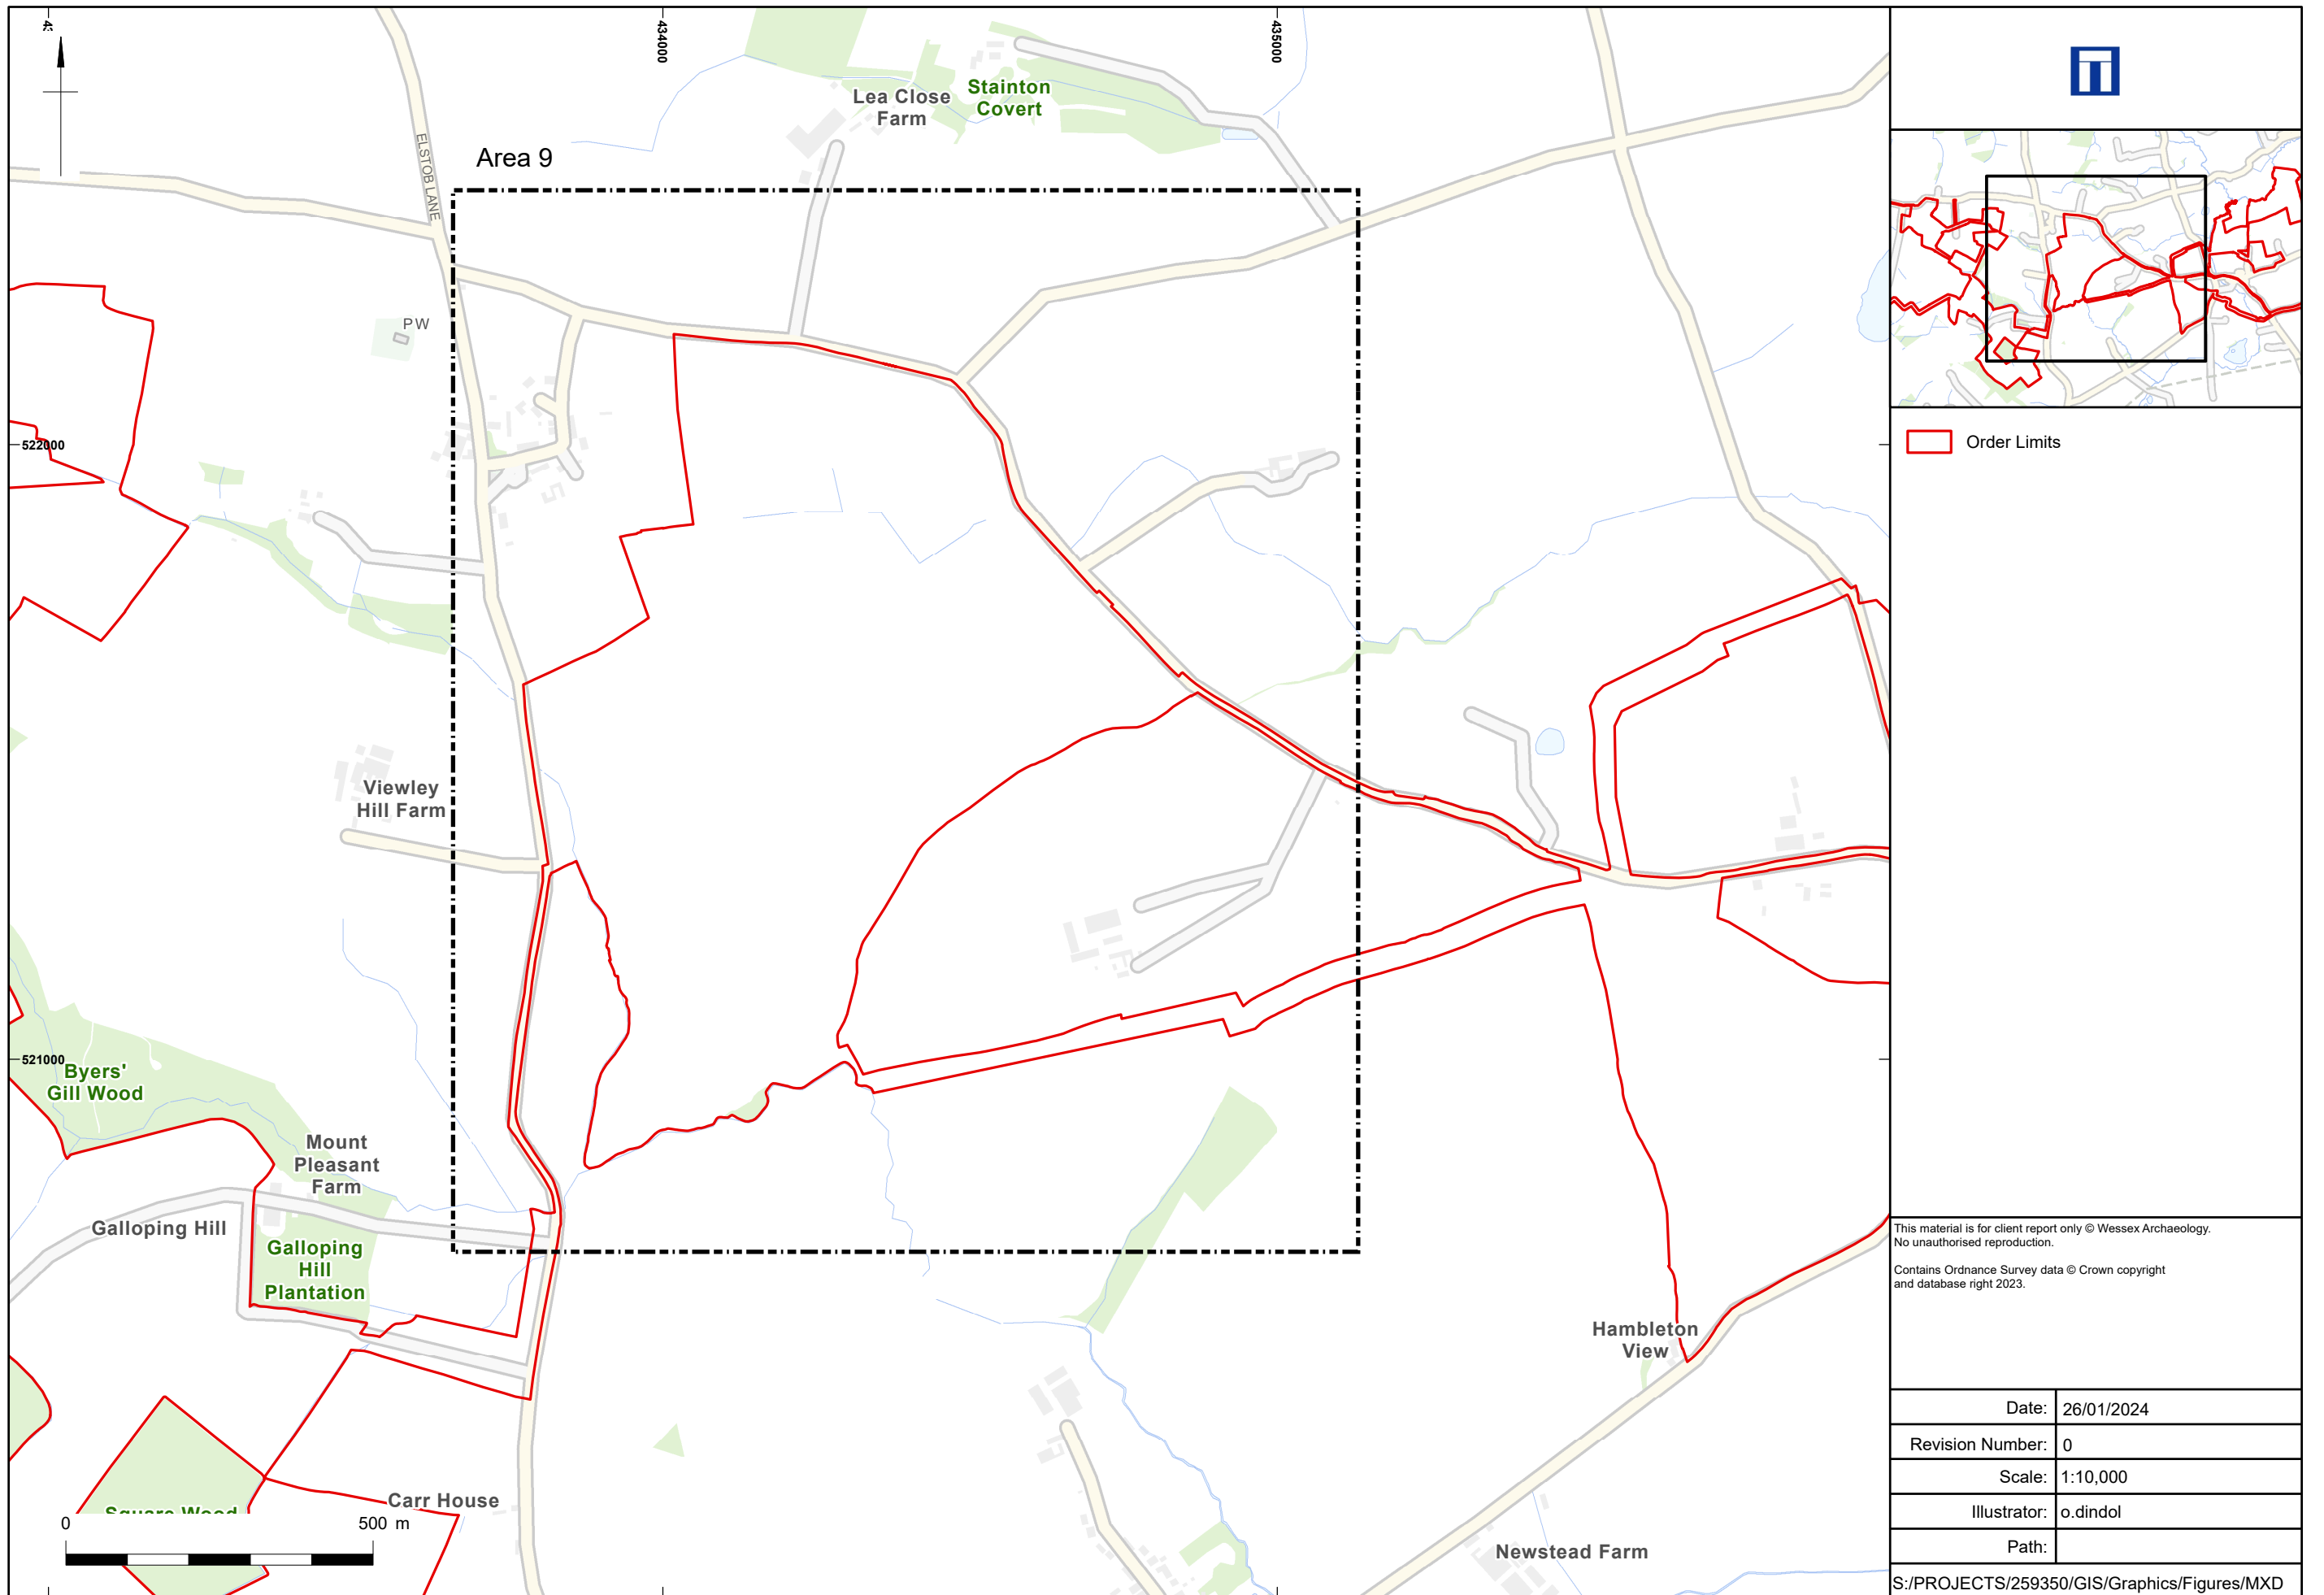 434000
435000
ELSTOB LANE
Area 9
Lea Close
Farm
Stainton
Covert
PW
522000
Viewley
Hill Farm
521000
Byers'
Gill Wood
Mount
Pleasant
Farm
Galloping Hill
Galloping
Hill
Plantation
Hambleton
View
Carr House
Square Wood
Newstead Farm
0 500 m
Order Limits
This material is for client report only © Wessex Archaeology.
No unauthorised reproduction.
Contains Ordnance Survey data © Crown copyright
and database right 2023.
Date: 26/01/2024
Revision Number: 0
Scale: 1:10,000
Illustrator: o.dindol
Path:
S:/PROJECTS/259350/GIS/Graphics/Figures/MXD